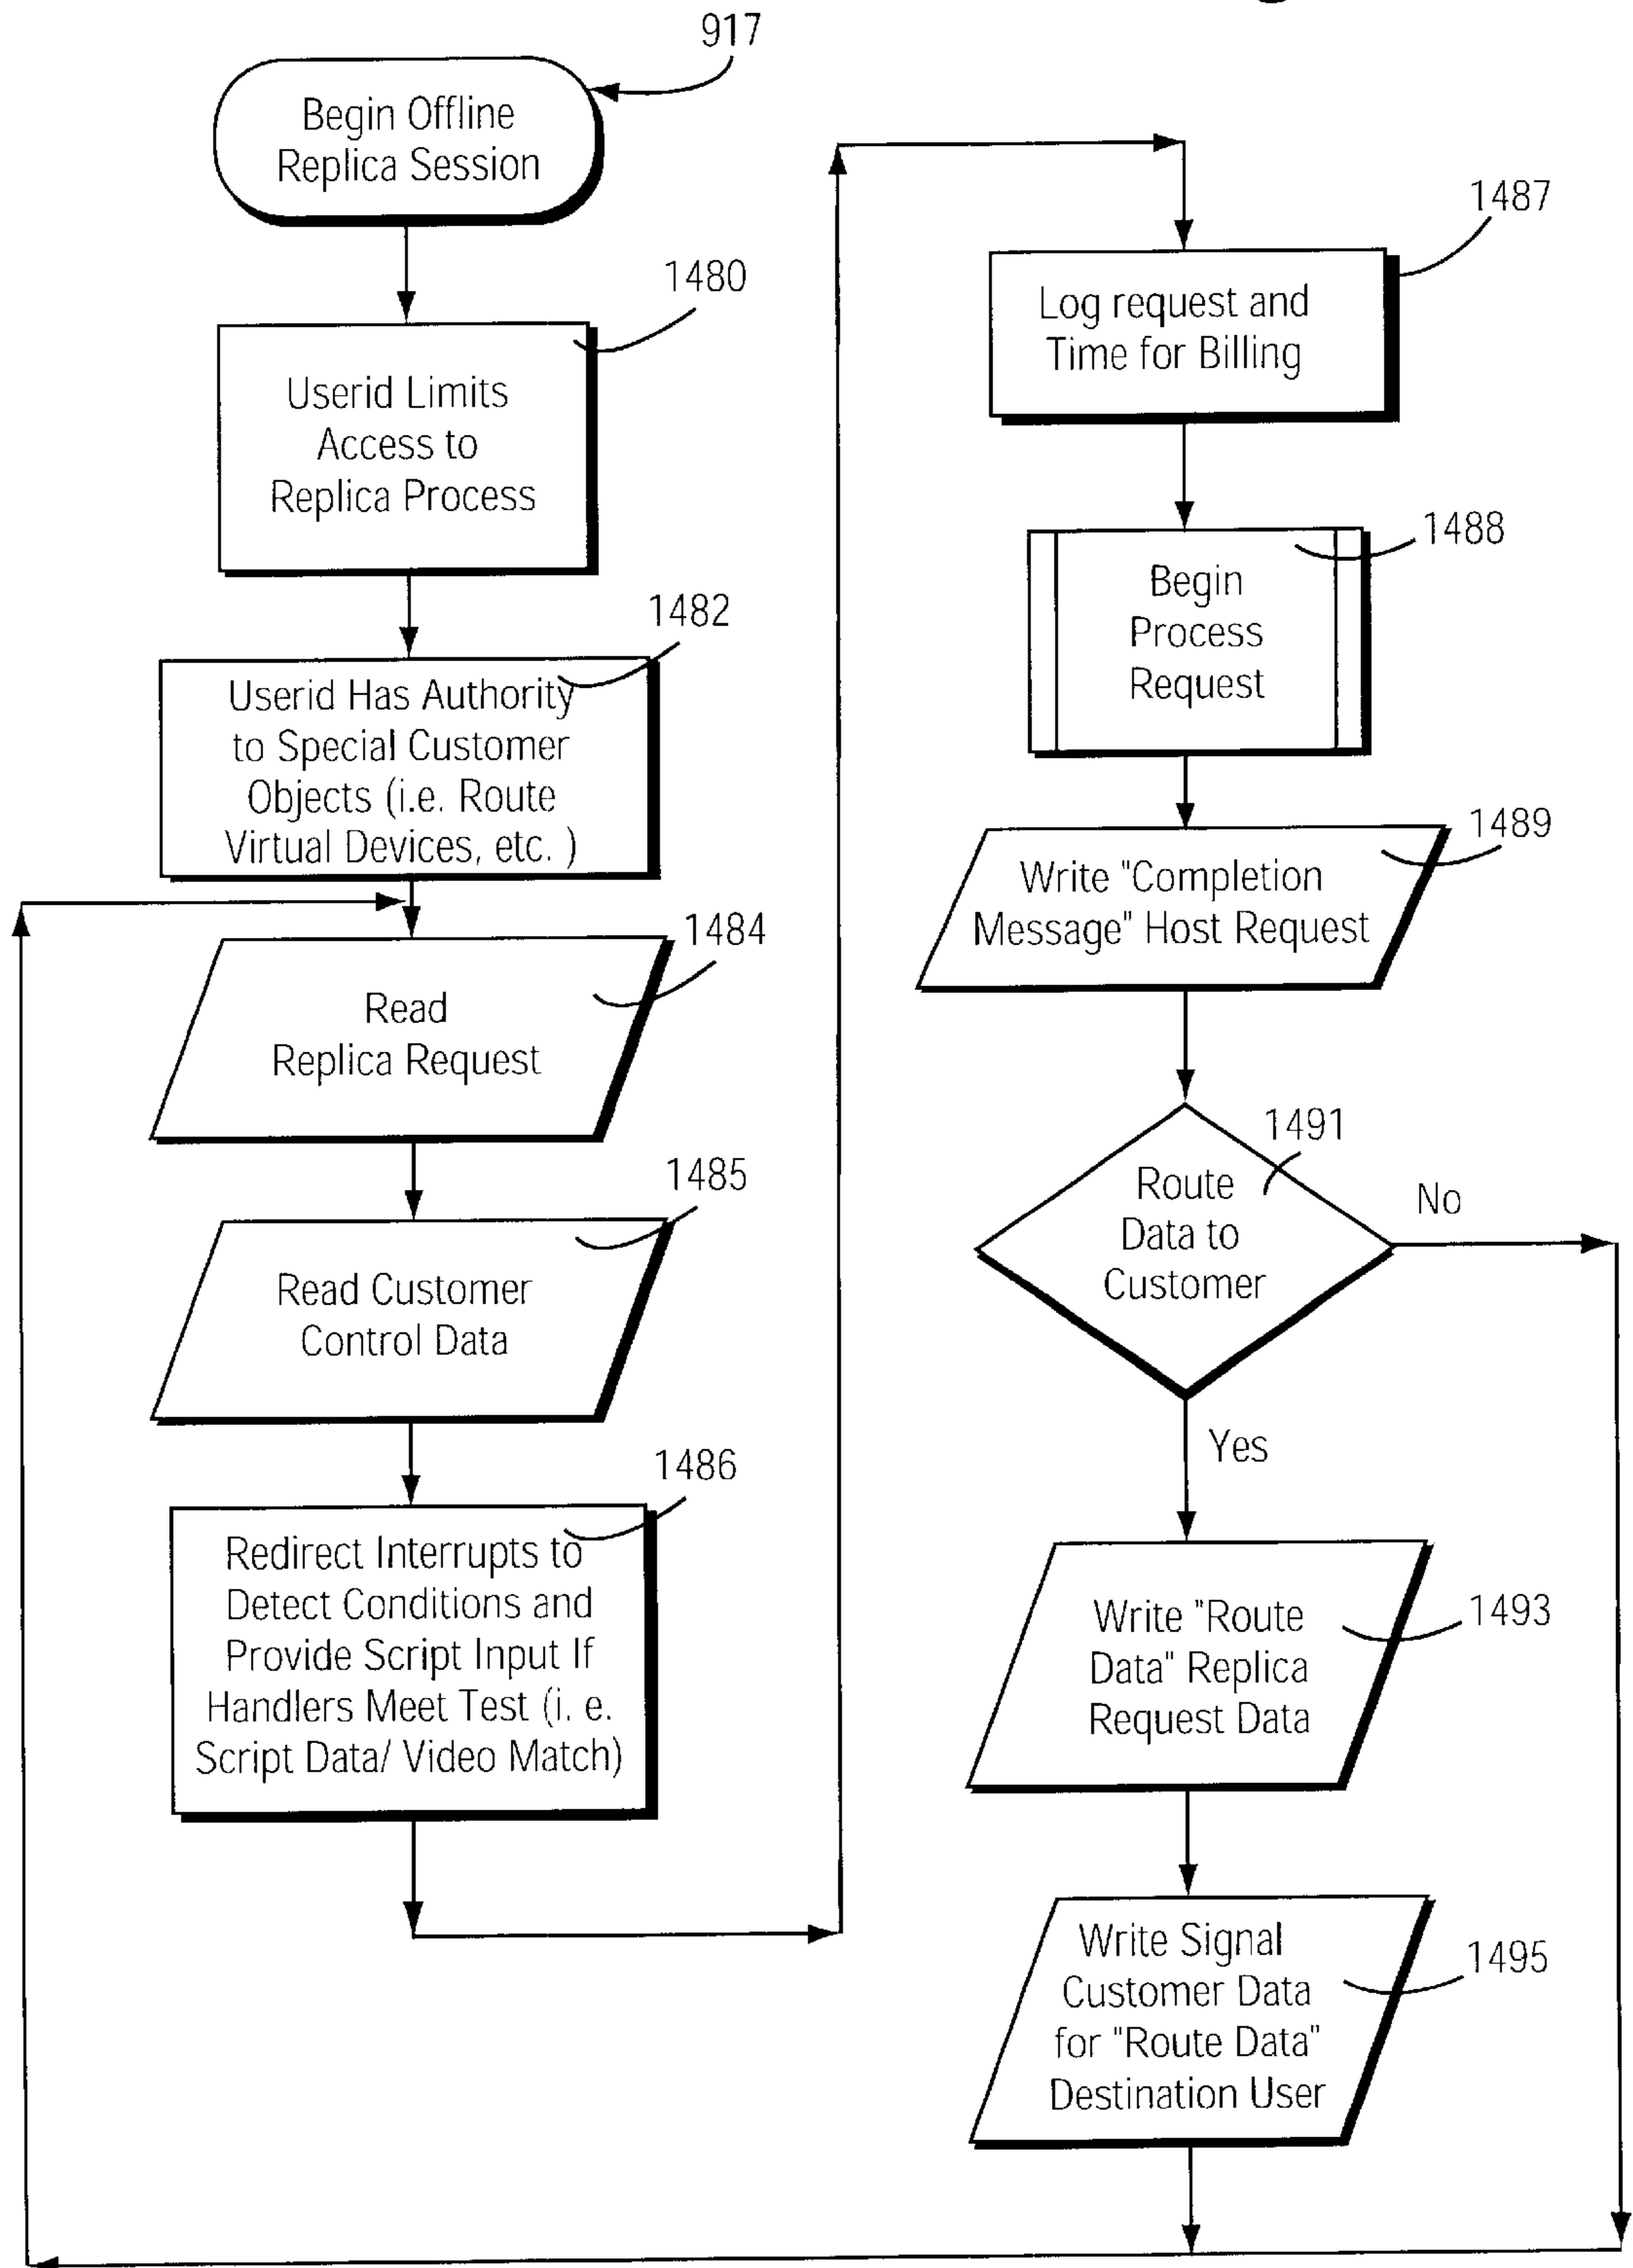 917
Begin Offline
Replica Session
1480
Userid Limits
Access to
Replica Process
1482
Userid Has Authority
to Special Customer
Objects (i.e. Route
Virtual Devices, etc. )
1484
Read
Replica Request
1485
Read Customer
Control Data
1486
Redirect Interrupts to
Detect Conditions and
Provide Script Input If
Handlers Meet Test (i. e.
Script Data/ Video Match)
1487
Log request and
Time for Billing
1488
Begin
Process
Request
1489
Write "Completion
Message" Host Request
1491
Route
Data to
Customer
No
Yes
1493
Write "Route
Data" Replica
Request Data
1495
Write Signal
Customer Data
for "Route Data"
Destination User